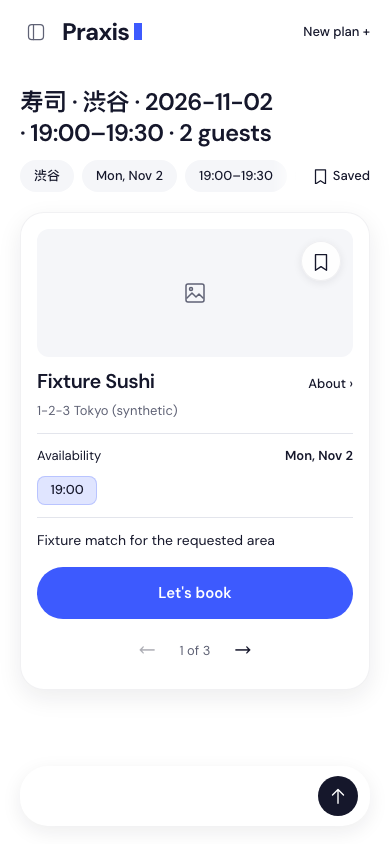 Praxis
New plan +
寿司 · 渋谷 · 2026-11-02
· 19:00–19:30 · 2 guests
渋谷
Mon, Nov 2
19:00–19:30
Saved
Fixture Sushi
About ›
1-2-3 Tokyo (synthetic)
Availability
Mon, Nov 2
19:00
Fixture match for the requested area
Let's book
← 1 of 3 →